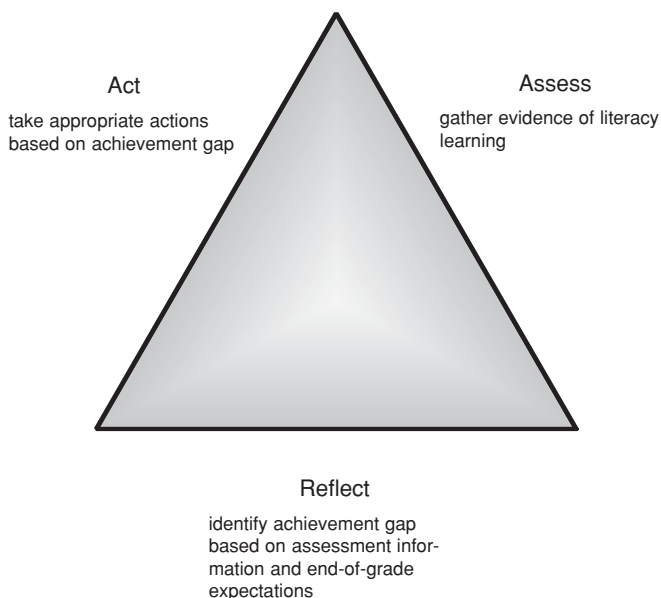 Act
take appropriate actions
based on achievement gap
Assess
gather evidence of literacy
learning
Reflect
identify achievement gap
based on assessment infor-
mation and end-of-grade
expectations